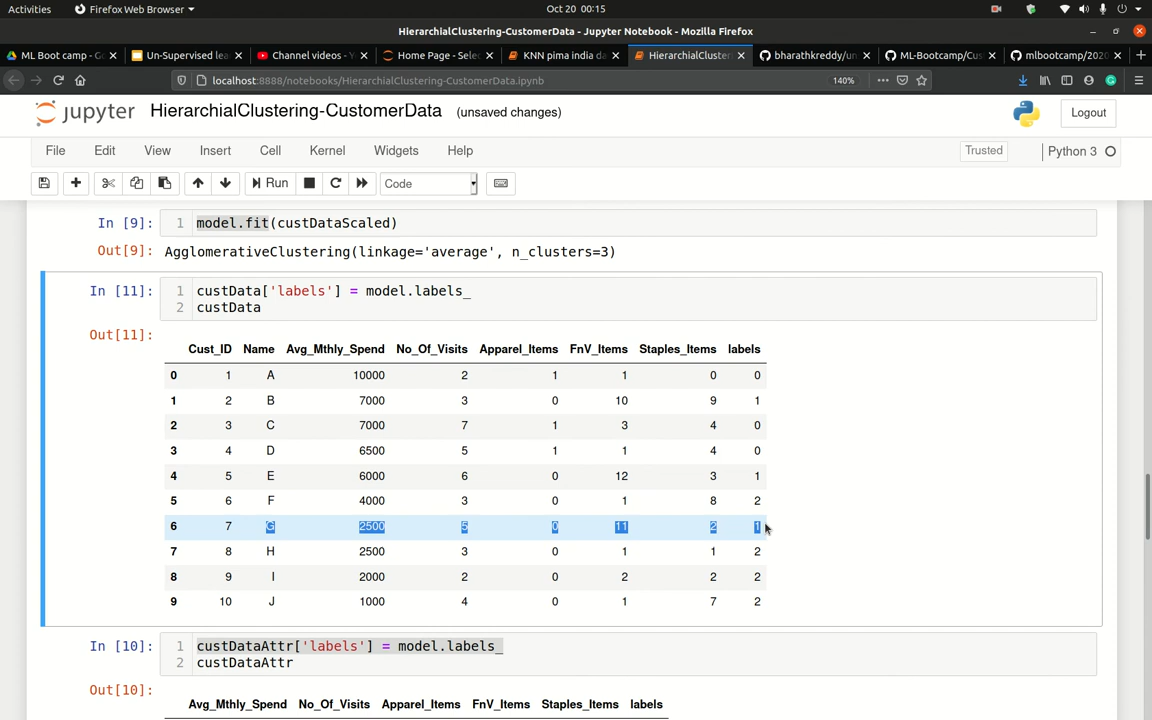 Activities Firefox Web Browser Oct 20 00:15
HierarchialClustering-CustomerData - Jupyter Notebook - Mozilla Firefox
ML Boot camp - Go Un-Supervised lea Channel videos - Y Home Page - Selec KNN pima india da HierarchialClusterin bharathkreddy/un ML-Bootcamp/Cus mlbootcamp/2020
localhost:8888/notebooks/HierarchialClustering-CustomerData.ipynb 140%
jupyter HierarchialClustering-CustomerData (unsaved changes) Logout
File Edit View Insert Cell Kernel Widgets Help Trusted Python 3
Run Code
In [9]: 1 model.fit(custDataScaled)
Out[9]: AgglomerativeClustering(linkage='average', n_clusters=3)
In [11]: 1 custData['labels'] = model.labels_
2 custData
Out[11]:
Cust_ID Name Avg_Mthly_Spend No_Of_Visits Apparel_Items FnV_Items Staples_Items labels
0 1 A 10000 2 1 1 0 0
1 2 B 7000 3 0 10 9 1
2 3 C 7000 7 1 3 4 0
3 4 D 6500 5 1 1 4 0
4 5 E 6000 6 0 12 3 1
5 6 F 4000 3 0 1 8 2
6 7 G 2500 5 0 11 2 1
7 8 H 2500 3 0 1 1 2
8 9 I 2000 2 0 2 2 2
9 10 J 1000 4 0 1 7 2
In [10]: 1 custDataAttr['labels'] = model.labels_
2 custDataAttr
Out[10]:
Avg_Mthly_Spend No_Of_Visits Apparel_Items FnV_Items Staples_Items labels